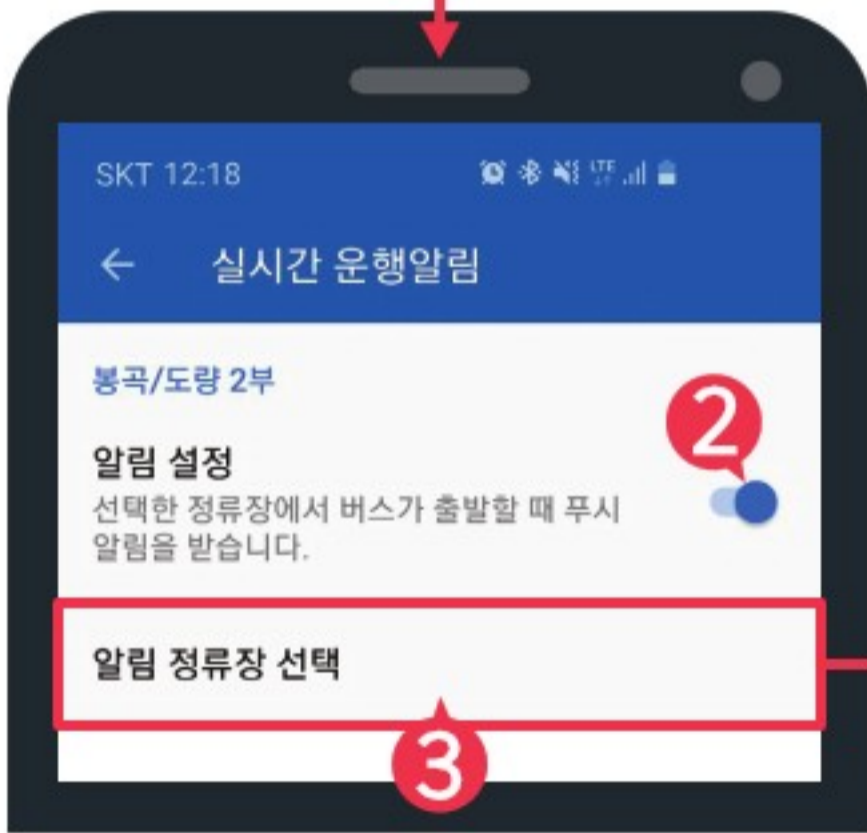 SKT 12:18
LTE
실시간 운행알림
봉곡/도량 2부
2
알림 설정
선택한 정류장에서 버스가 출발할 때 푸시
알림을 받습니다.
알림 정류장 선택
3